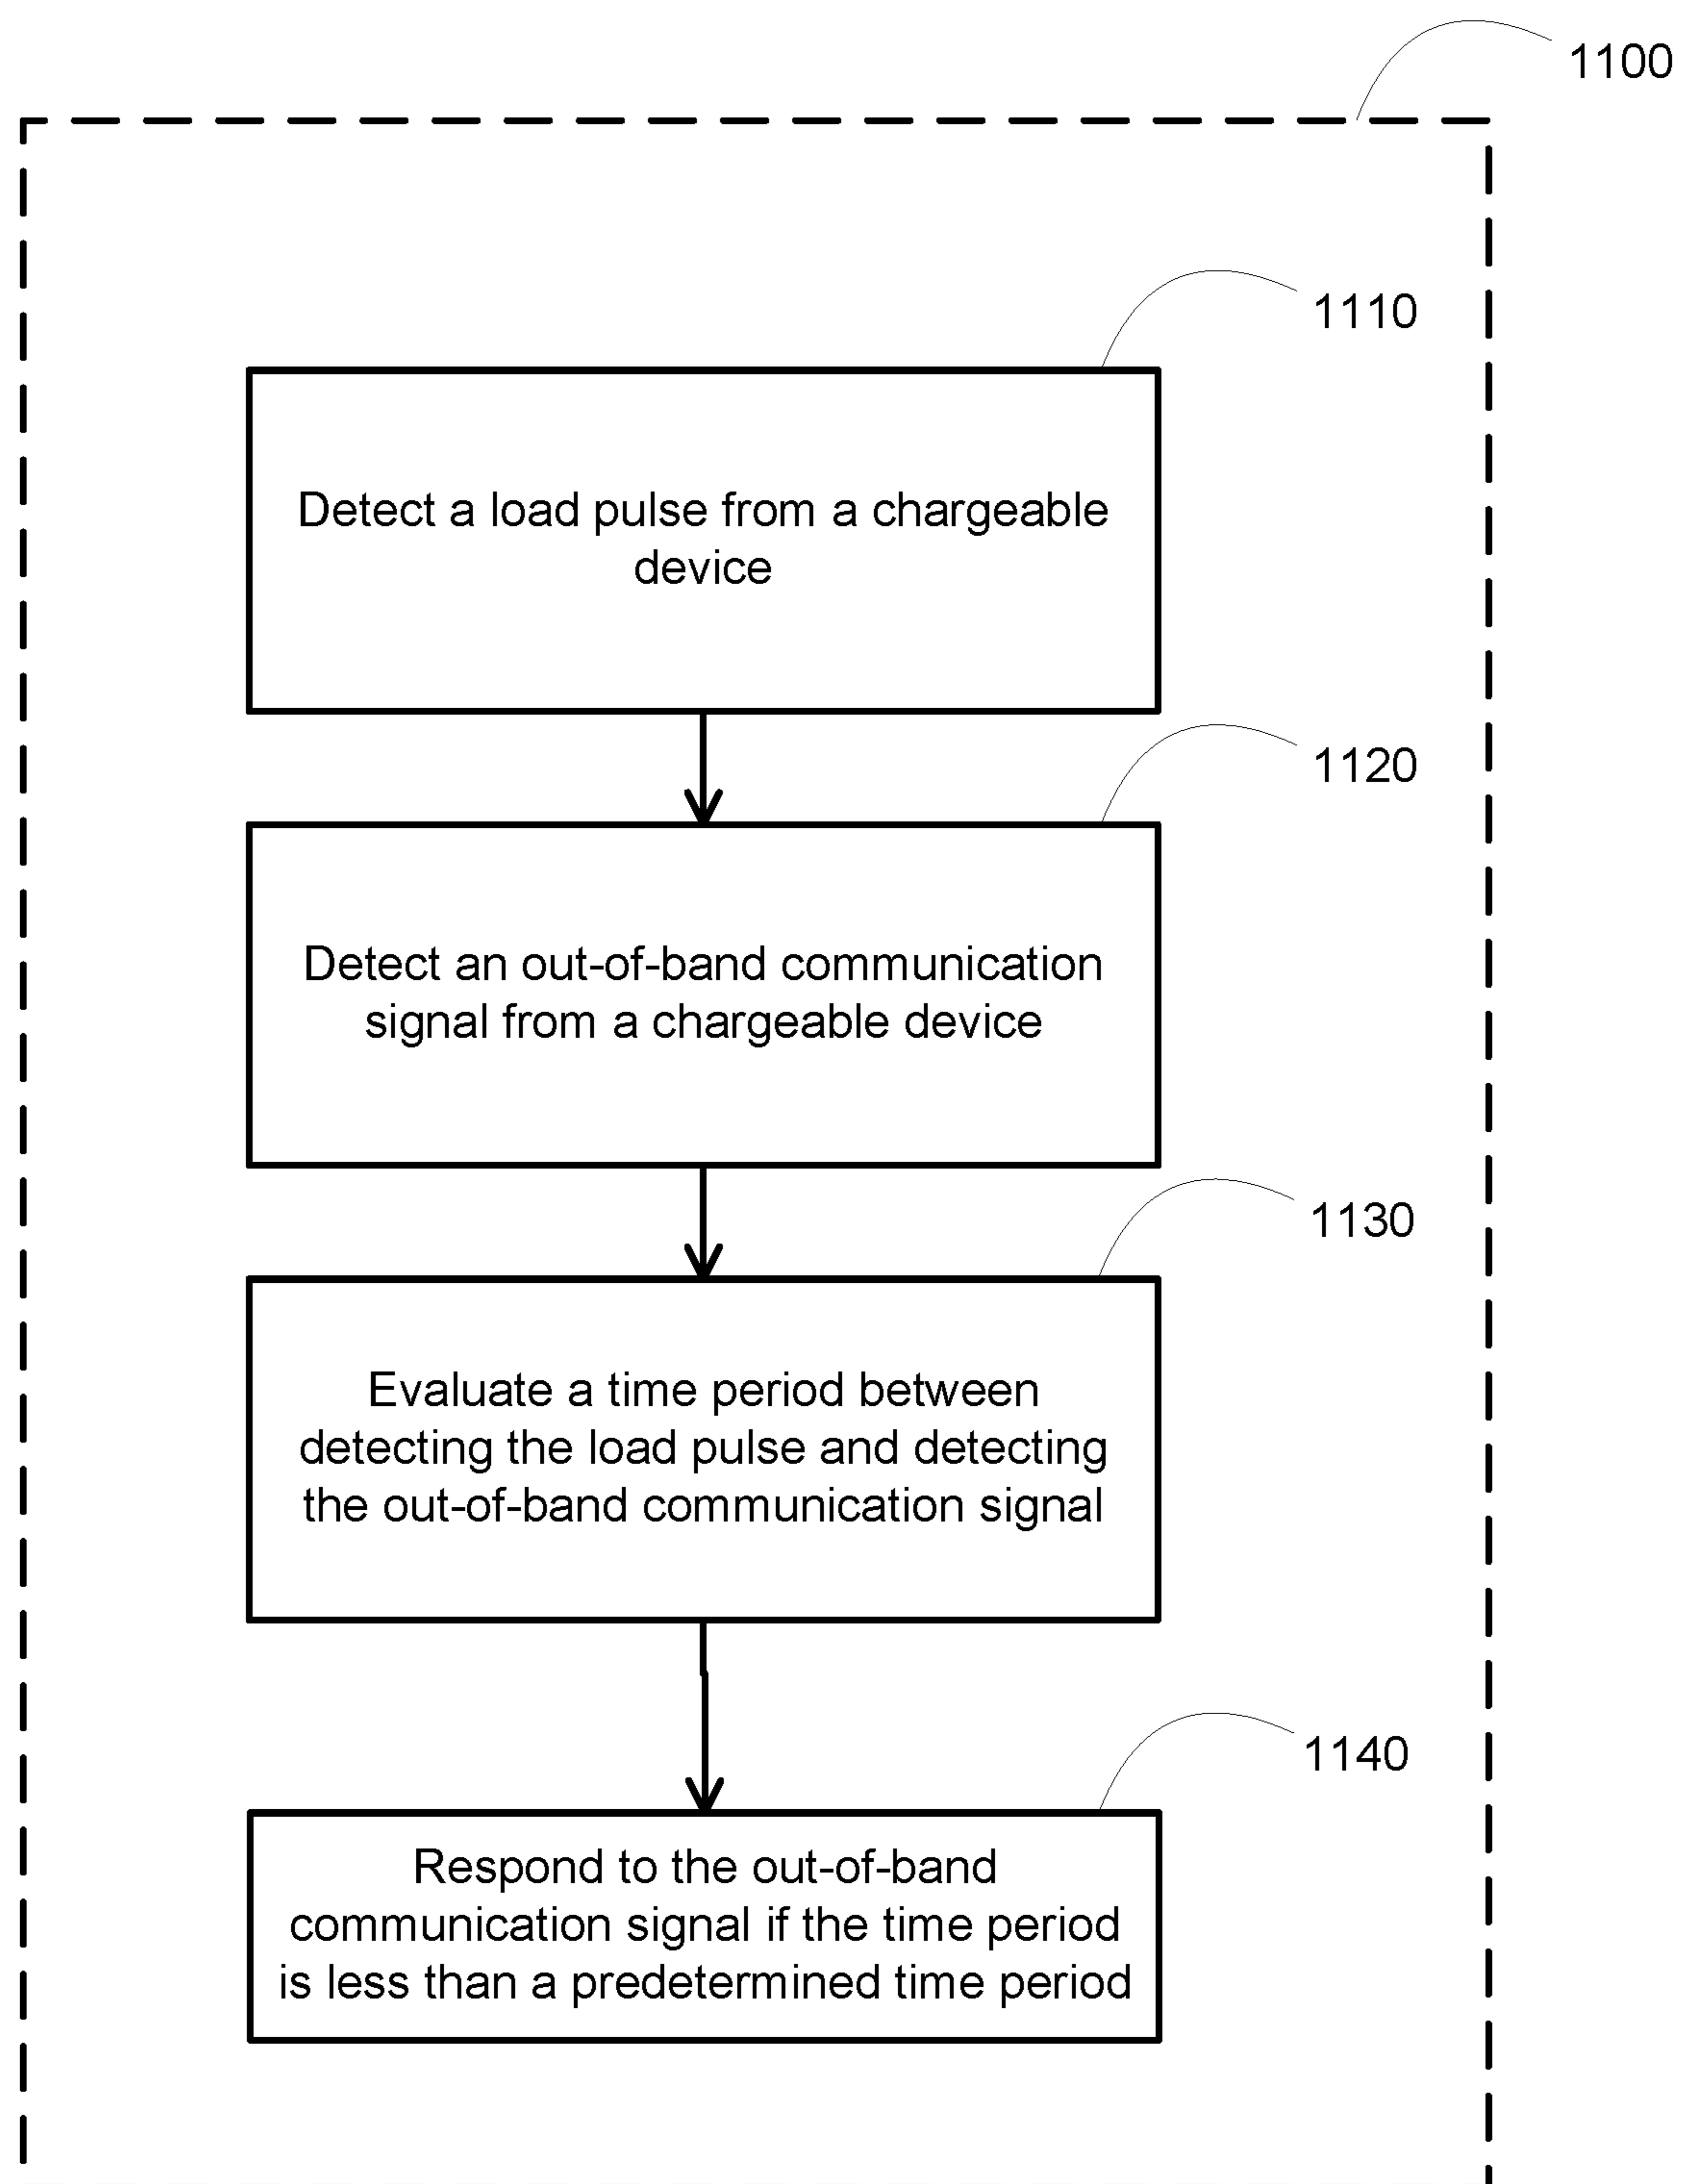 1100
1110
Detect a load pulse from a chargeable
device
1120
Detect an out-of-band communication
signal from a chargeable device
1130
Evaluate a time period between
detecting the load pulse and detecting
the out-of-band communication signal
1140
Respond to the out-of-band
communication signal if the time period
is less than a predetermined time period